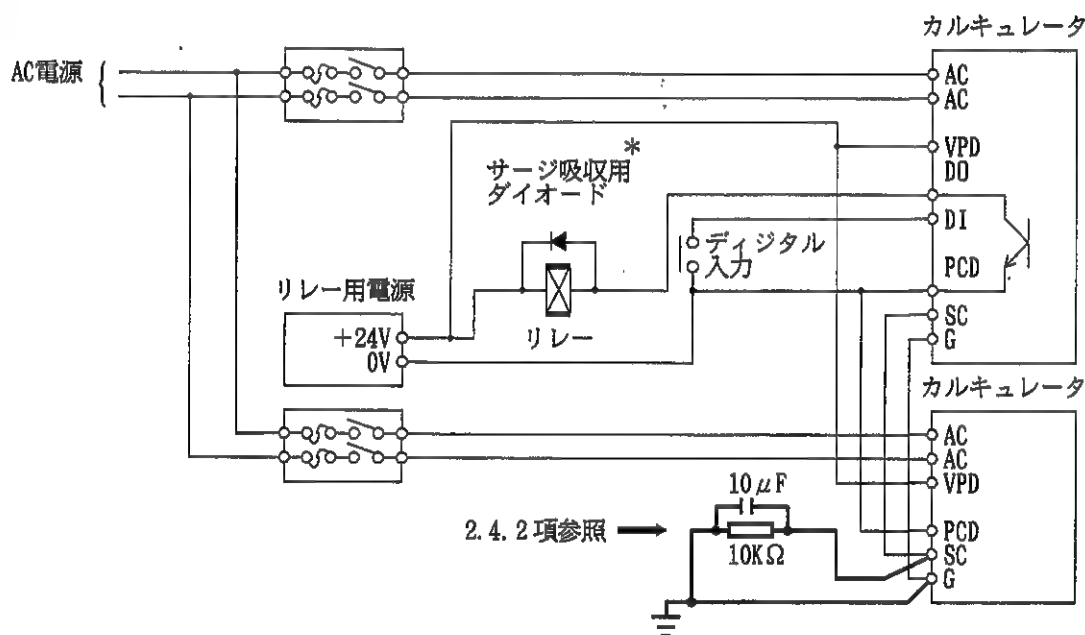 カルキュレータ
AC電源
AC
AC
VPD
DO
サージ吸収用*
ダイオード
DI
ディジタル
入力
PCD
リレー用電源
+24V
0V
リレー
SC
G
カルキュレータ
AC
AC
VPD
10μF
2.4.2項参照
10KΩ
PCD
SC
G